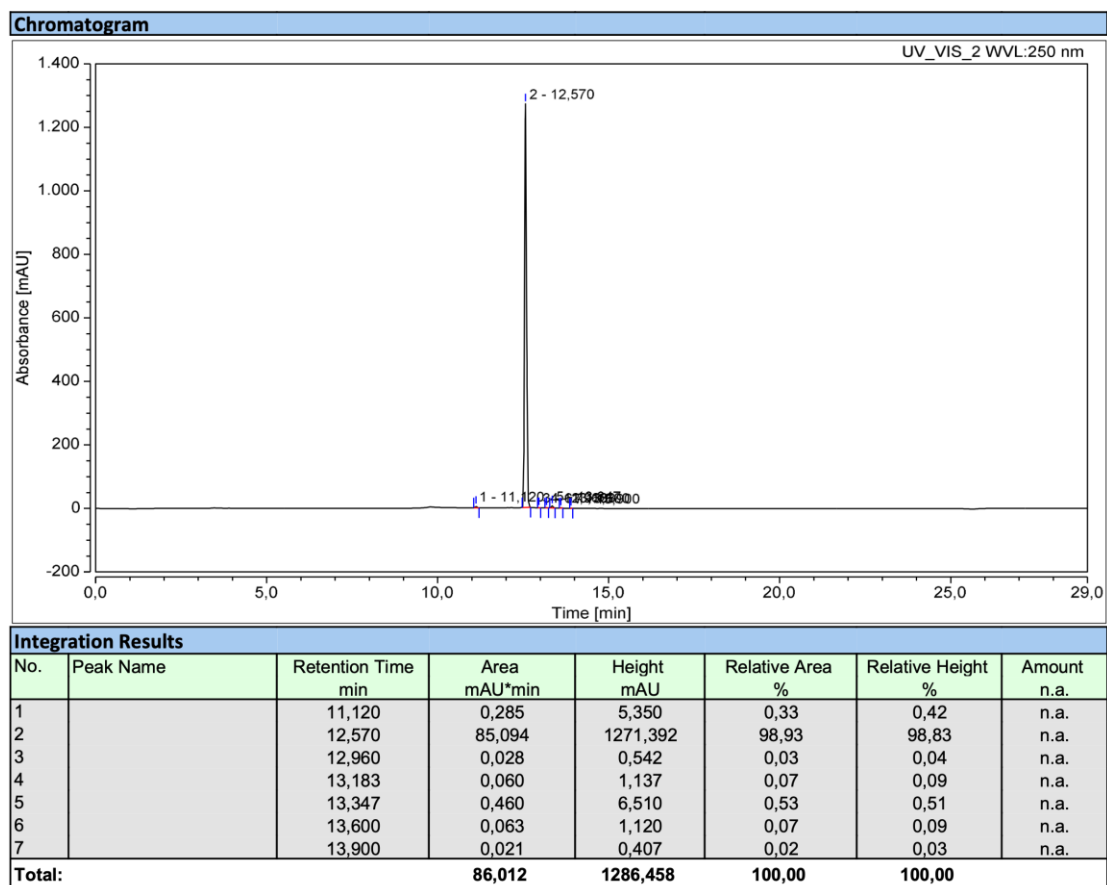 Chromatogram
UV_VIS_2 WVL:250 nm
1.400
1.200
1.000
800
600
400
200
0
-200
Absorbance [mAU]
2 - 12,570
1 - 11,120
0,0 5,0 10,0 15,0 20,0 25,0 29,0
Time [min]
Integration Results
No. Peak Name Retention Time Area Height Relative Area Relative Height Amount
min mAU*min mAU % % n.a.
1 11,120 0,285 5,350 0,33 0,42 n.a.
2 12,570 85,094 1271,392 98,93 98,83 n.a.
3 12,960 0,028 0,542 0,03 0,04 n.a.
4 13,183 0,060 1,137 0,07 0,09 n.a.
5 13,347 0,460 6,510 0,53 0,51 n.a.
6 13,600 0,063 1,120 0,07 0,09 n.a.
7 13,900 0,021 0,407 0,02 0,03 n.a.
Total: 86,012 1286,458 100,00 100,00